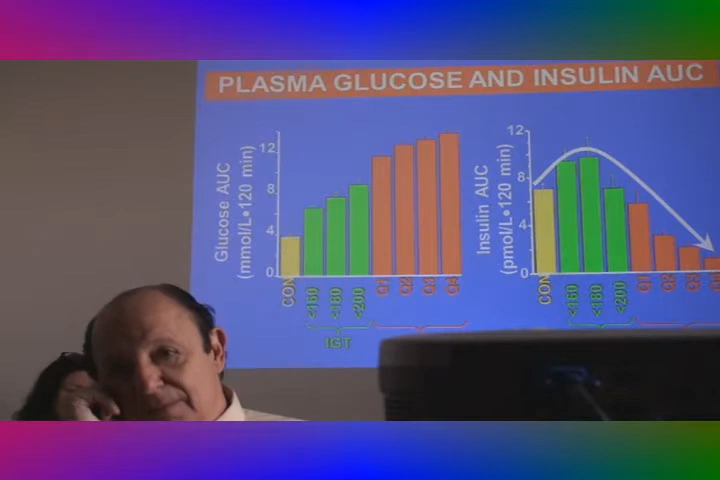 PLASMA GLUCOSE AND INSULIN AUC
Glucose AUC
(mmol/L•120 min)
12
8
4
0
CON
<160
<180
<200
Q1
Q2
Q3
Q4
IGT
Insulin AUC
(pmol/L•120 min)
12
8
4
0
CON
<160
<180
<200
Q1
Q2
Q3